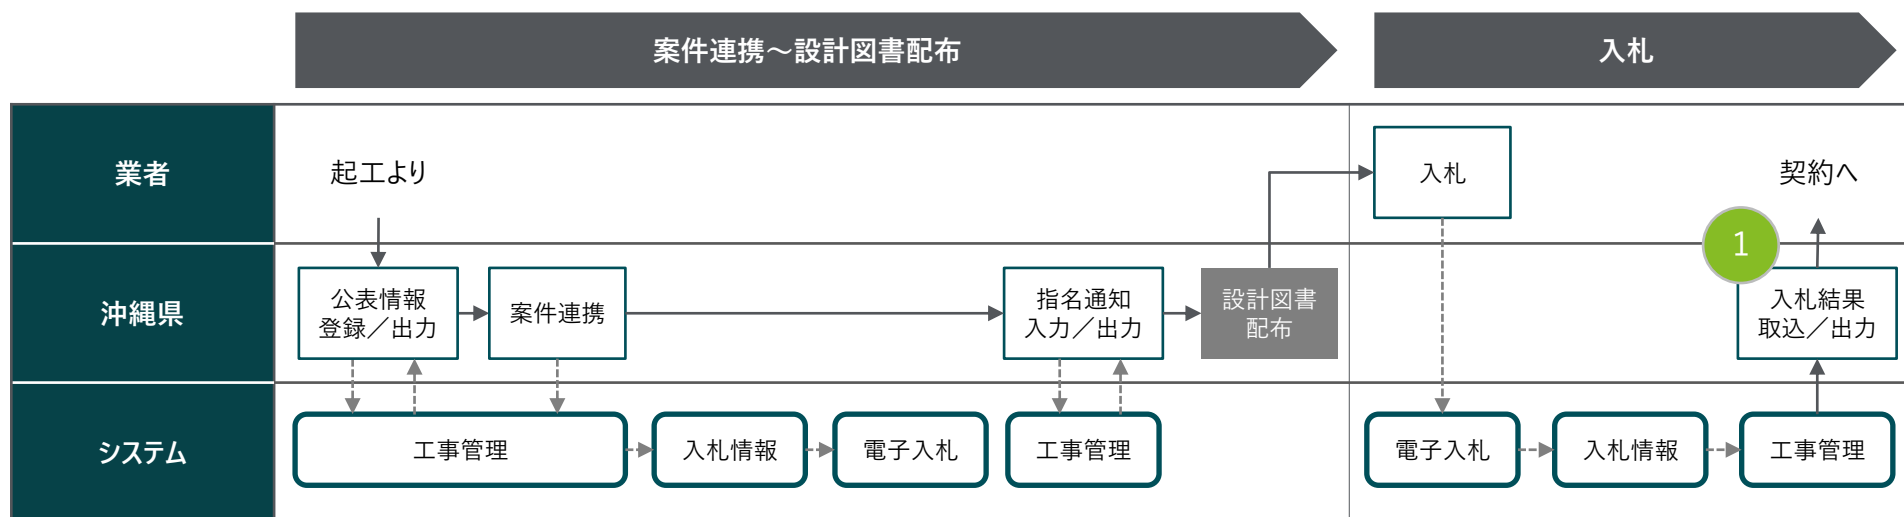 案件連携～設計図書配布
入札
業者
起工より
入札
契約へ
1
沖縄県
公表情報
登録／出力
案件連携
指名通知
入力／出力
設計図書
配布
入札結果
取込／出力
システム
工事管理
入札情報
電子入札
工事管理
電子入札
入札情報
工事管理